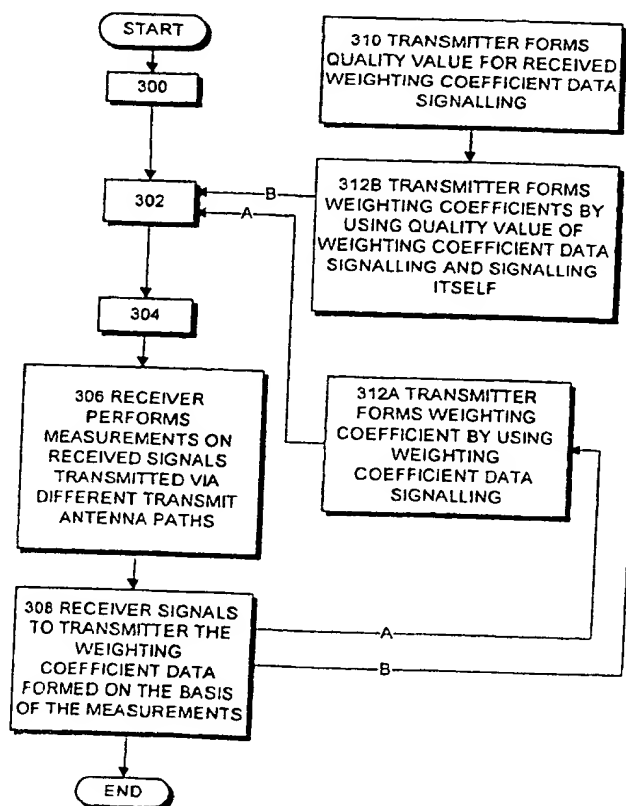 START
300
302
304
306 RECEIVER
PERFORMS
MEASUREMENTS ON
RECEIVED SIGNALS
TRANSMITTED VIA
DIFFERENT TRANSMIT
ANTENNA PATHS
308 RECEIVER SIGNALS
TO TRANSMITTER THE
WEIGHTING
COEFFICIENT DATA
FORMED ON THE BASIS
OF THE MEASUREMENTS
END
310 TRANSMITTER FORMS
QUALITY VALUE FOR RECEIVED
WEIGHTING COEFFICIENT DATA
SIGNALLING
312B TRANSMITTER FORMS
WEIGHTING COEFFICIENTS BY
USING QUALITY VALUE OF
WEIGHTING COEFFICIENT DATA
SIGNALLING AND SIGNALLING
ITSELF
312A TRANSMITTER
FORMS WEIGHTING
COEFFICIENT BY USING
WEIGHTING
COEFFICIENT DATA
SIGNALLING
B
A
A
B